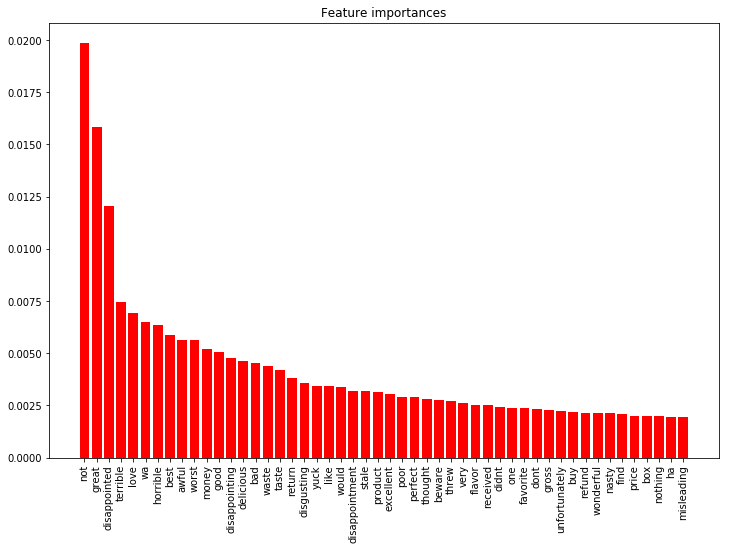 Feature importances
0.0200
0.0175
0.0150
0.0125
0.0100
0.0075
0.0050
0.0025
0.0000
not
great
disappointed
terrible
love
wa
horrible
best
awful
worst
money
good
disappointing
delicious
bad
waste
taste
return
disgusting
yuck
like
would
disappointment
stale
product
excellent
poor
perfect
thought
beware
threw
very
flavor
received
didnt
one
favorite
dont
gross
unfortunately
buy
refund
wonderful
nasty
find
price
box
nothing
ha
misleading